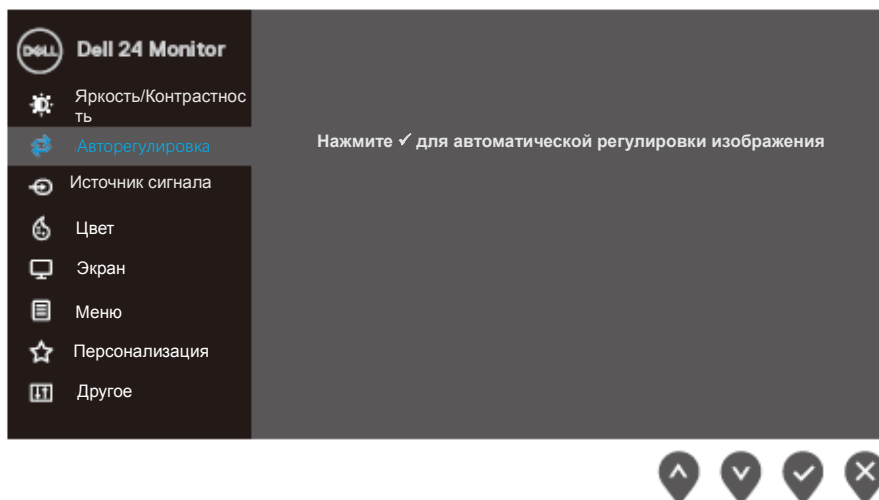 DELL Dell 24 Monitor
Яркость/Контрастнос
ть
Авторегулировка
Нажмите ✓ для автоматической регулировки изображения
Источник сигнала
Цвет
Экран
Меню
Персонализация
Другое